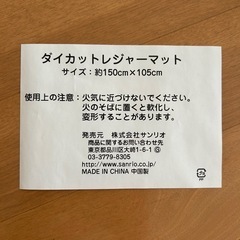 ダイカットレジャーマット
サイズ：約150cm×105cm
使用上の注意：火気に近づけないでください。
火のそばに置くと軟化し、
変形することがあります。
発売元 株式会社サンリオ
商品に関するお問い合わせ先
東京都品川区大崎1-6-1 Ⓖ
03-3779-8305
http://www.sanrio.co.jp/
MADE IN CHINA 中国製
PP